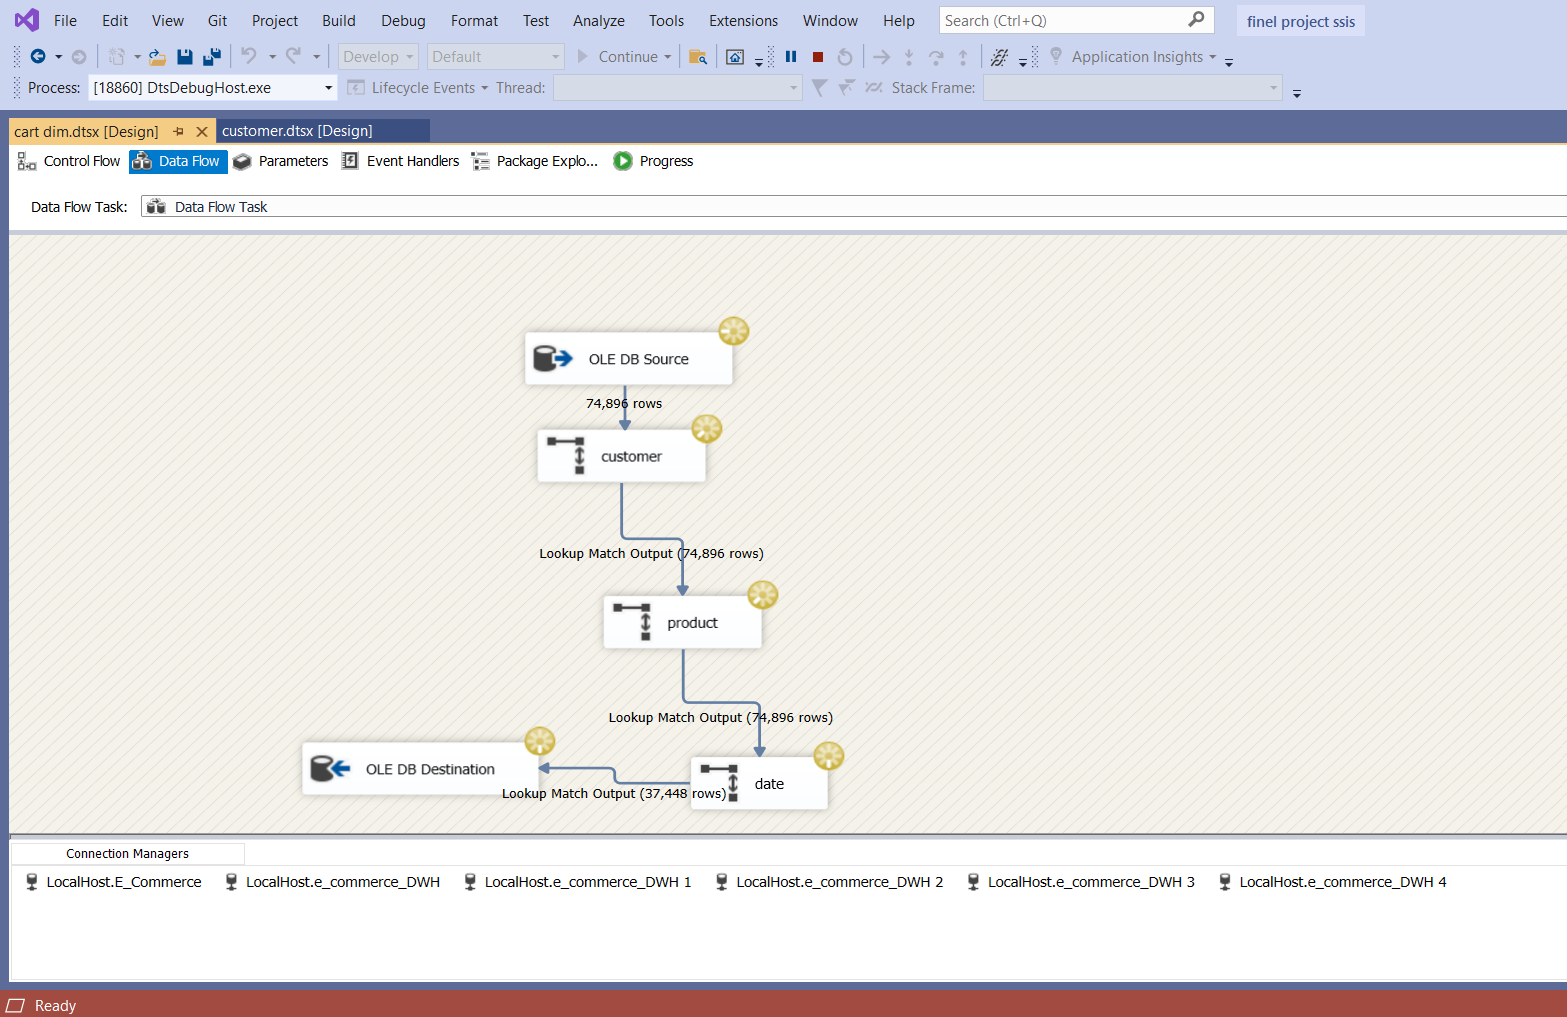 File Edit View Git Project Build Debug Format Test Analyze Tools Extensions Window Help Search (Ctrl+Q) finel project ssis
Develop Default Continue Application Insights
Process: [18860] DtsDebugHost.exe Lifecycle Events Thread: Stack Frame:
cart dim.dtsx [Design] customer.dtsx [Design]
Control Flow Data Flow Parameters Event Handlers Package Explo... Progress
Data Flow Task: Data Flow Task
OLE DB Source
74,896 rows
customer
Lookup Match Output (74,896 rows)
product
Lookup Match Output (74,896 rows)
OLE DB Destination
date
Lookup Match Output (37,448 rows)
Connection Managers
LocalHost.E_Commerce LocalHost.e_commerce_DWH LocalHost.e_commerce_DWH 1 LocalHost.e_commerce_DWH 2 LocalHost.e_commerce_DWH 3 LocalHost.e_commerce_DWH 4
Ready